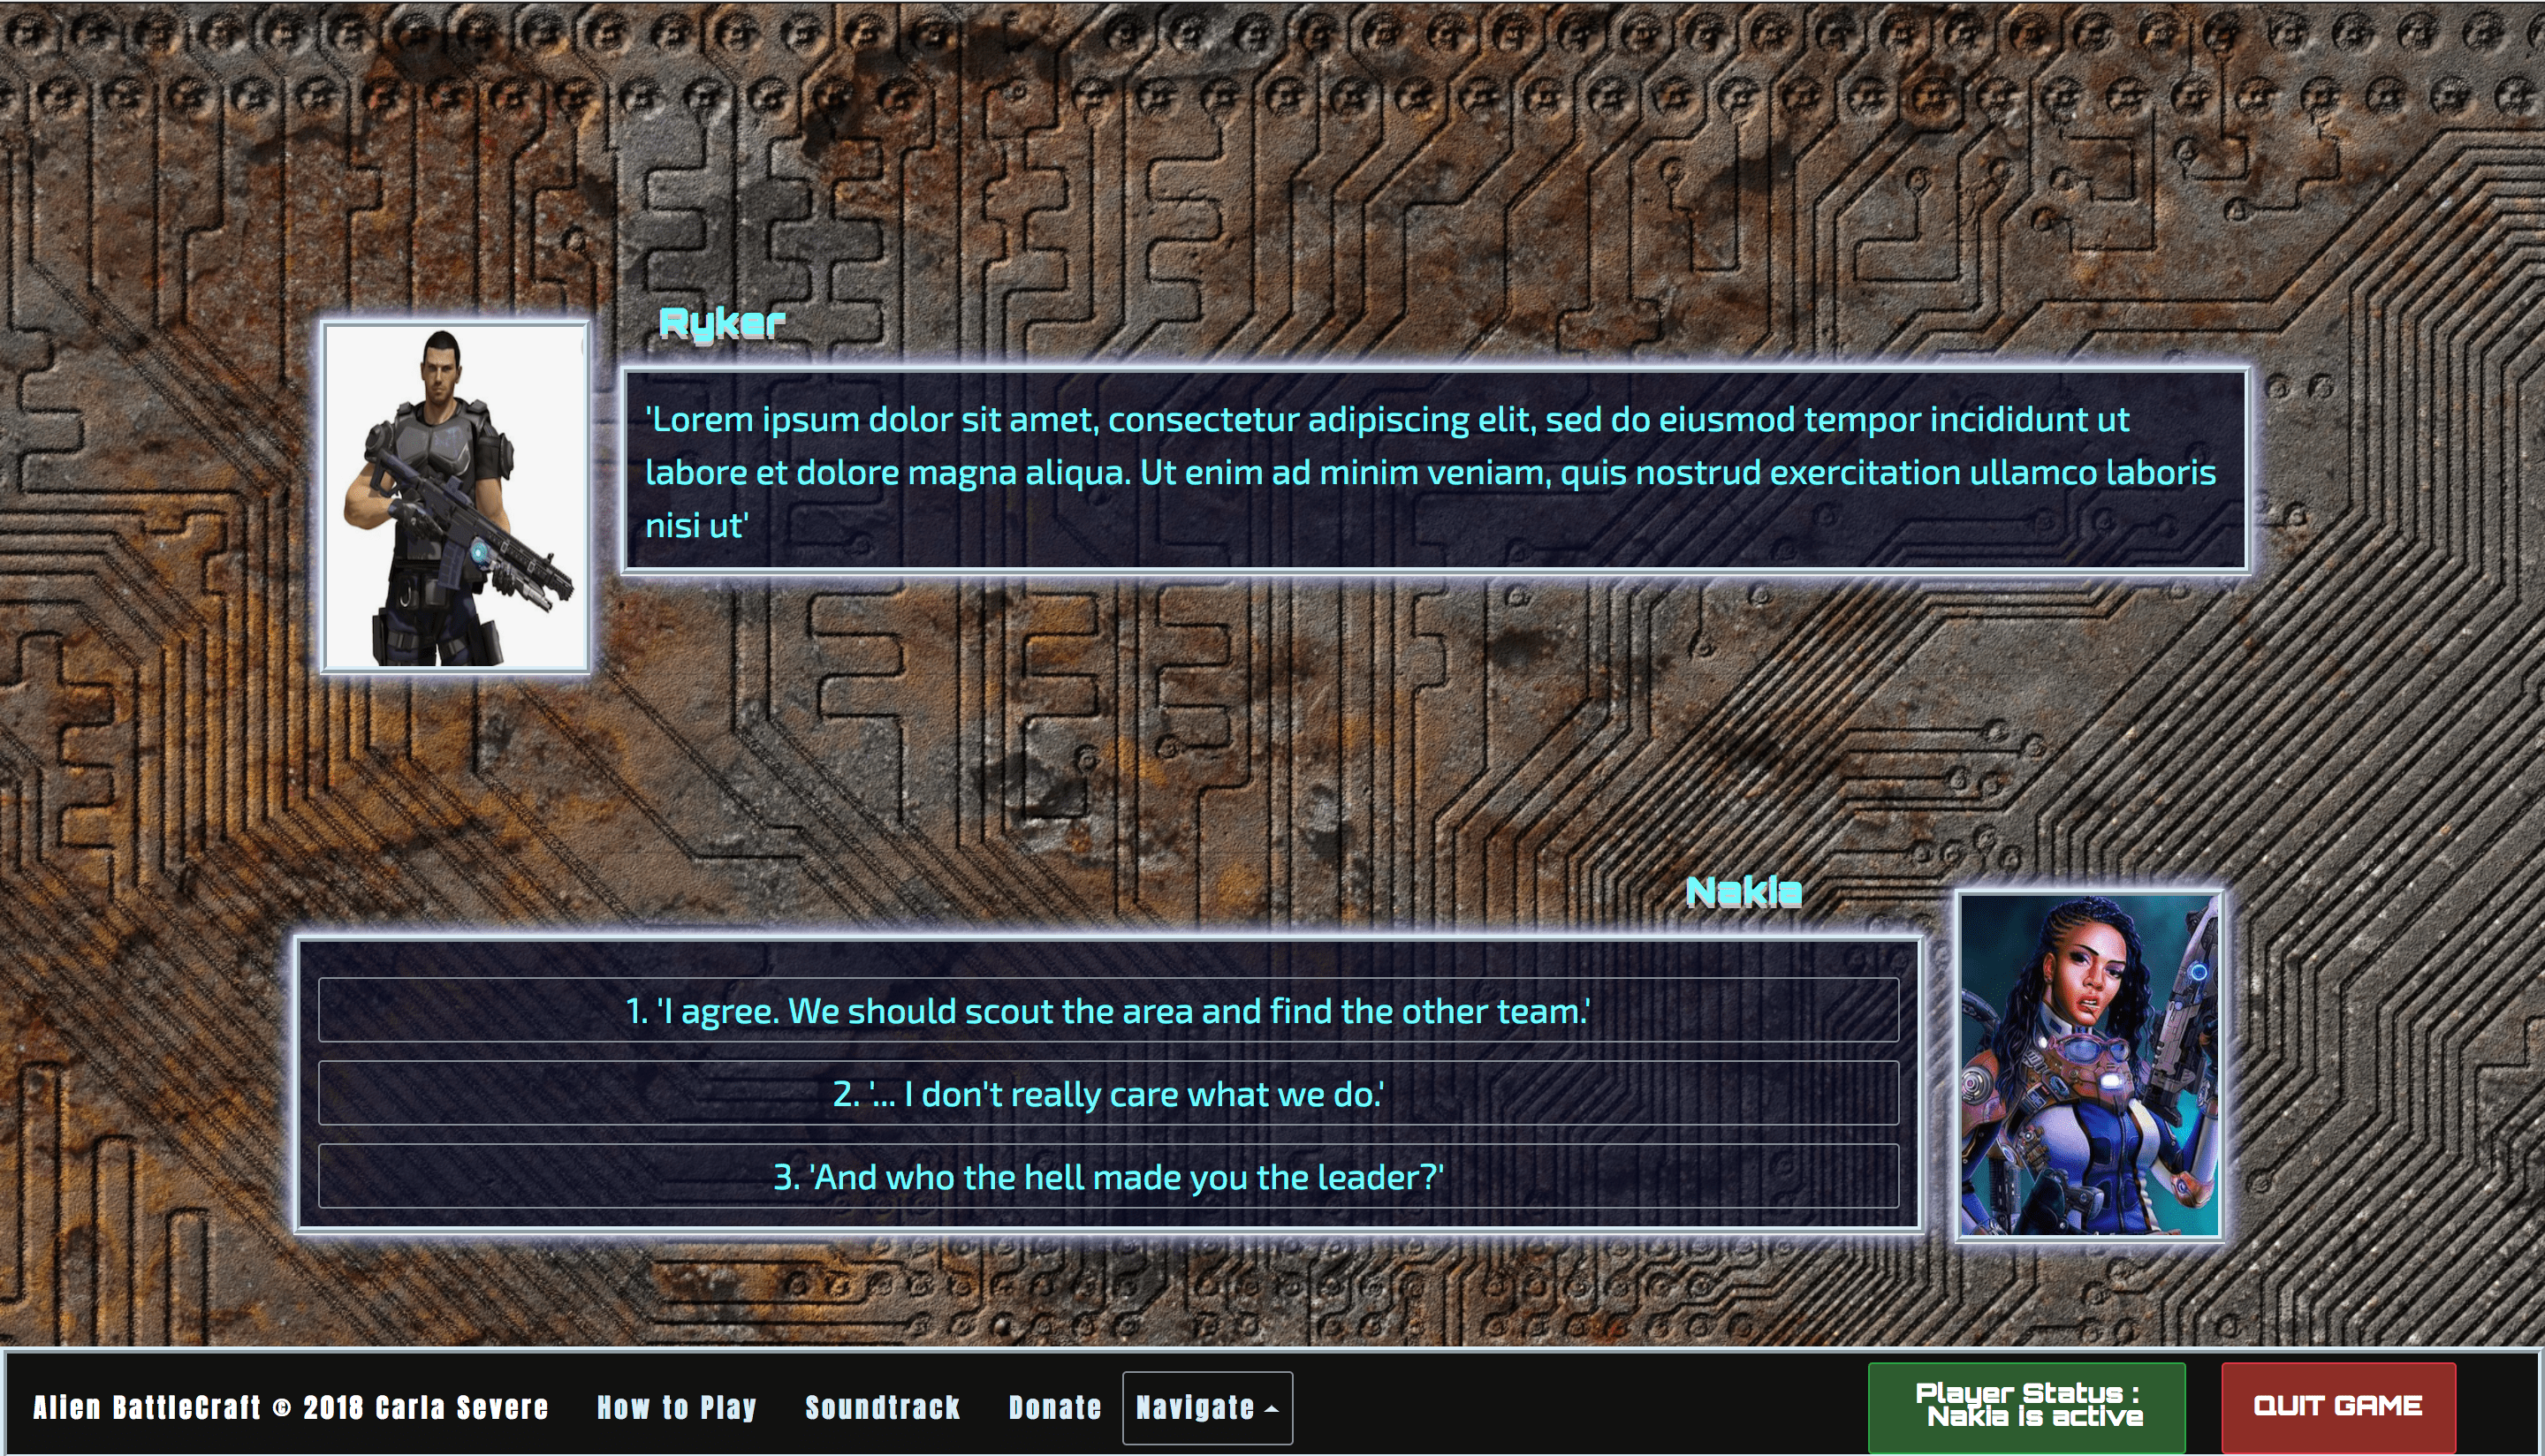 Ryker
'Lorem ipsum dolor sit amet, consectetur adipiscing elit, sed do eiusmod tempor incididunt ut
labore et dolore magna aliqua. Ut enim ad minim veniam, quis nostrud exercitation ullamco laboris
nisi ut'
Nakla
1. 'I agree. We should scout the area and find the other team.'
2. '... I don't really care what we do.'
3. 'And who the hell made you the leader?'
Alien BattleCraft © 2018 Carla Severe
How to Play
Soundtrack
Donate
Navigate
Player Status :
Nakla is active
QUIT GAME